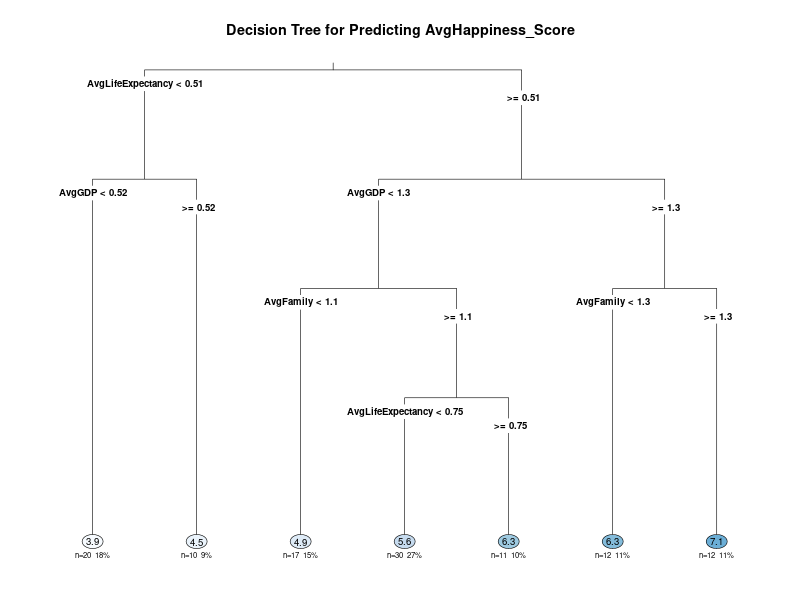 Decision Tree for Predicting AvgHappiness_Score
AvgLifeExpectancy < 0.51
>= 0.51
AvgGDP < 0.52
>= 0.52
AvgGDP < 1.3
>= 1.3
AvgFamily < 1.1
>= 1.1
AvgFamily < 1.3
>= 1.3
AvgLifeExpectancy < 0.75
>= 0.75
3.9
4.5
4.9
5.6
6.3
6.3
7.1
n=20 18%
n=10 9%
n=17 15%
n=30 27%
n=11 10%
n=12 11%
n=12 11%